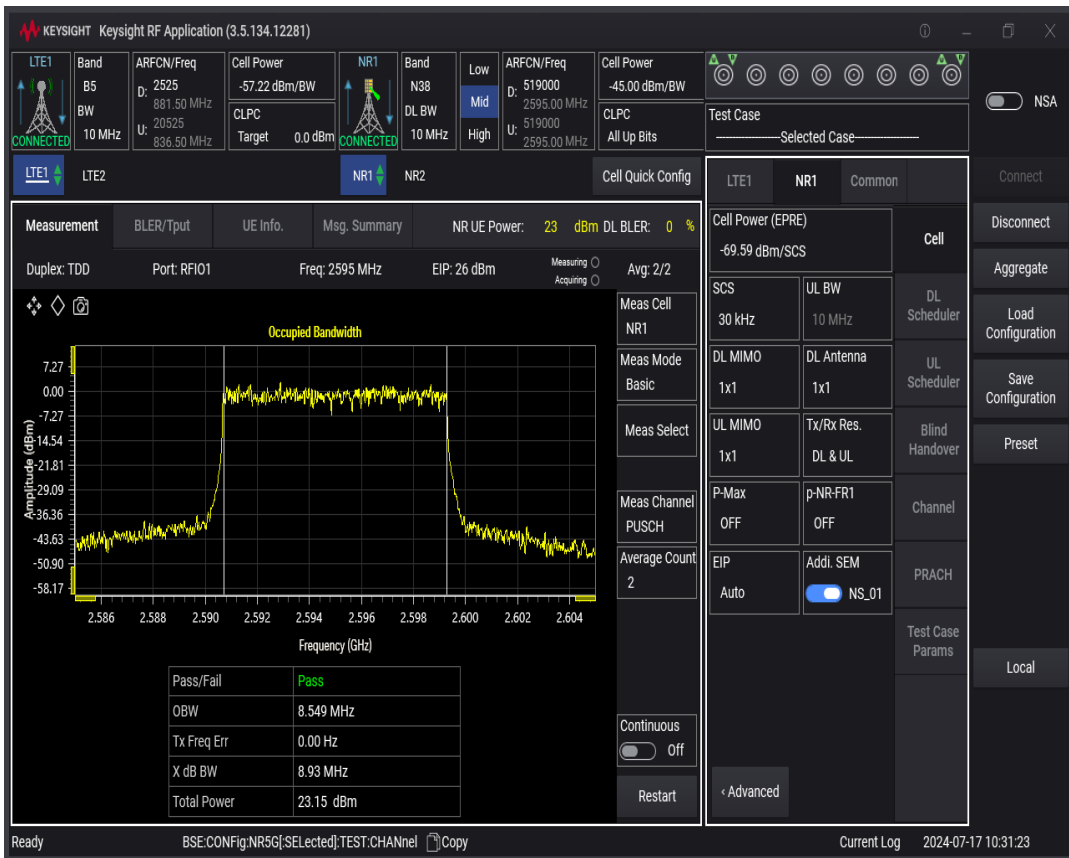 KEYSIGHT Keysight RF Application (3.5.134.12281)
LTE1
CONNECTED
Band
B5
BW
10 MHz
ARFCN/Freq
D: 2525
881.50 MHz
U: 20525
836.50 MHz
Cell Power
-57.22 dBm/BW
CLPC
Target 0.0 dBm
NR1
CONNECTED
Band
N38
DL BW
10 MHz
Low
Mid
High
ARFCN/Freq
D: 519000
2595.00 MHz
U: 519000
2595.00 MHz
Cell Power
-45.00 dBm/BW
CLPC
All Up Bits
Test Case
Selected Case
NSA
LTE1 LTE2 NR1 NR2 Cell Quick Config
Measurement BLER/Tput UE Info. Msg. Summary NR UE Power: 23 dBm DL BLER: 0 %
Duplex: TDD Port: RFIO1 Freq: 2595 MHz EIP: 26 dBm Measuring Acquiring Avg: 2/2
Occupied Bandwidth
Amplitude (dBm)
7.27
0.00
-7.27
-14.54
-21.81
-29.09
-36.36
-43.63
-50.90
-58.17
2.586 2.588 2.590 2.592 2.594 2.596 2.598 2.600 2.602 2.604
Frequency (GHz)
Pass/Fail Pass
OBW 8.549 MHz
Tx Freq Err 0.00 Hz
X dB BW 8.93 MHz
Total Power 23.15 dBm
Meas Cell
NR1
Meas Mode
Basic
Meas Select
Meas Channel
PUSCH
Average Count
2
Continuous
Off
Restart
LTE1 NR1 Common
Cell Power (EPRE)
-69.59 dBm/SCS
SCS
30 kHz
UL BW
10 MHz
DL MIMO
1x1
DL Antenna
1x1
UL MIMO
1x1
Tx/Rx Res.
DL & UL
P-Max
OFF
p-NR-FR1
OFF
EIP
Auto
Addi. SEM
NS_01
‹ Advanced
Cell
DL
Scheduler
UL
Scheduler
Blind
Handover
Channel
PRACH
Test Case
Params
Connect
Disconnect
Aggregate
Load
Configuration
Save
Configuration
Preset
Local
Ready BSE:CONFig:NR5G[:SELected]:TEST:CHANnel Copy Current Log 2024-07-17 10:31:23